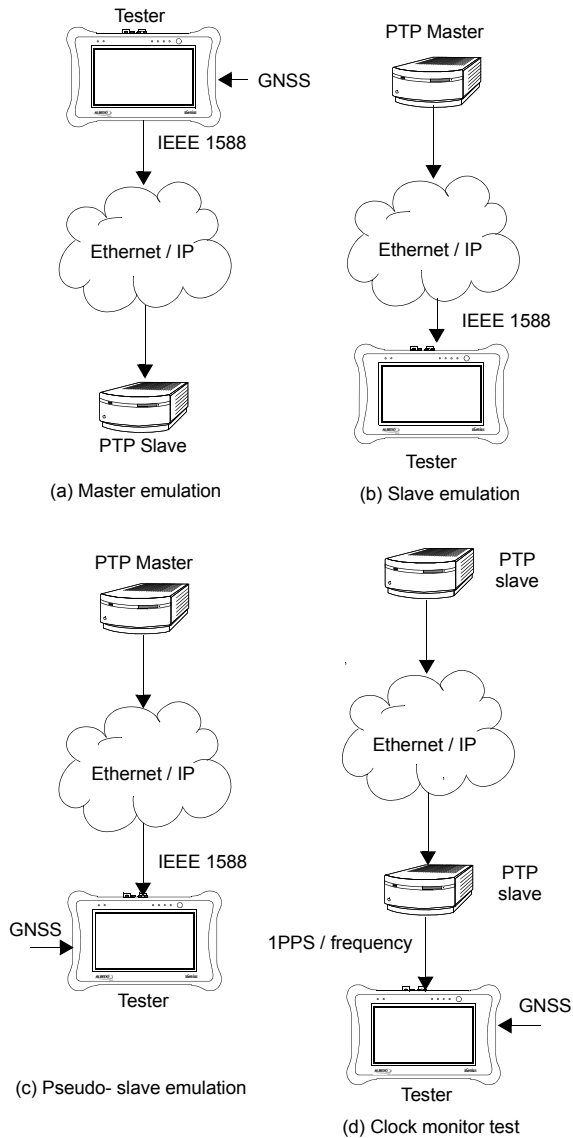 Tester
GNSS
IEEE 1588
Ethernet / IP
PTP Slave
(a) Master emulation
PTP Master
Ethernet / IP
IEEE 1588
Tester
(b) Slave emulation
PTP Master
Ethernet / IP
IEEE 1588
GNSS
Tester
(c) Pseudo- slave emulation
PTP
slave
Ethernet / IP
PTP
slave
1PPS / frequency
GNSS
Tester
(d) Clock monitor test